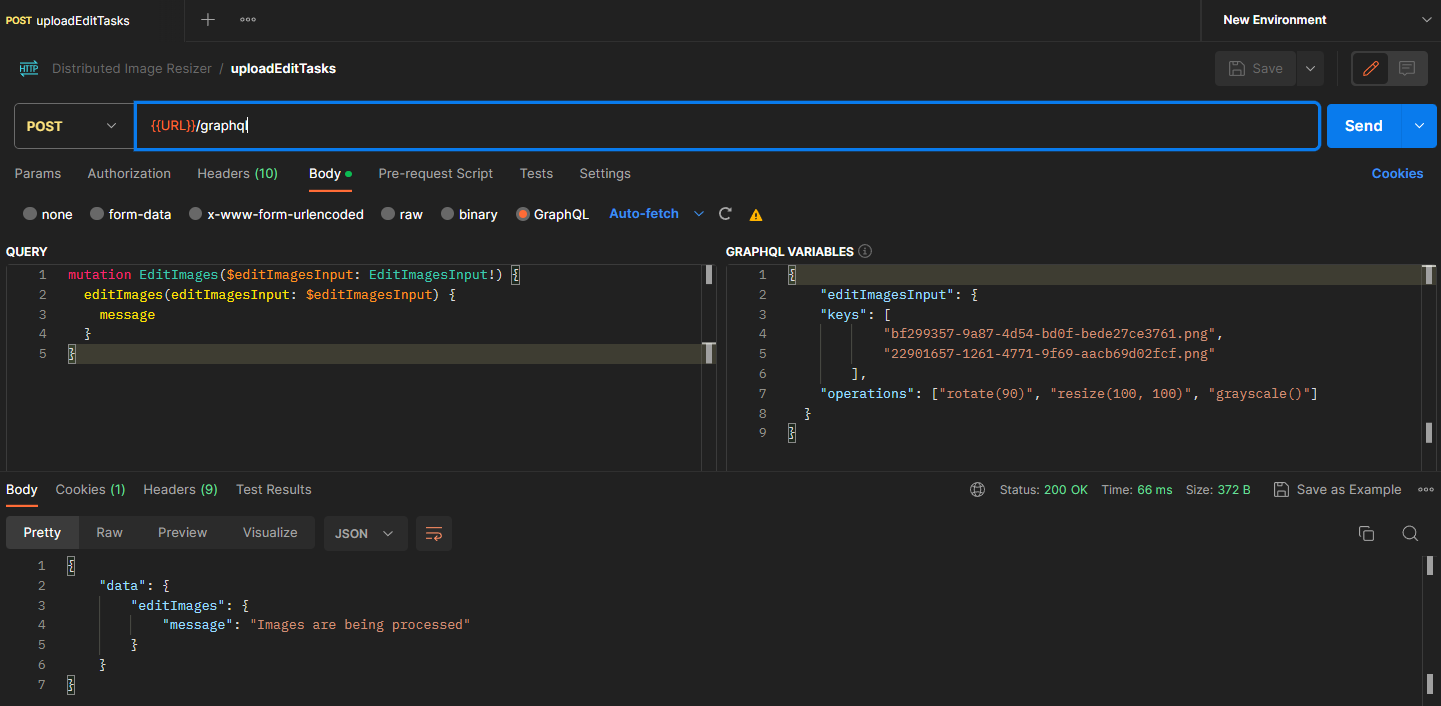 POST uploadEditTasks
New Environment
HTTP Distributed Image Resizer / uploadEditTasks
Save
POST
{{URL}}/graphql
Send
Params Authorization Headers (10) Body Pre-request Script Tests Settings Cookies
none form-data x-www-form-urlencoded raw binary GraphQL Auto-fetch
QUERY
1 mutation EditImages($editImagesInput: EditImagesInput!) {
2 editImages(editImagesInput: $editImagesInput) {
3 message
4 }
5 }
GRAPHQL VARIABLES
1 {
2 "editImagesInput": {
3 "keys": [
4 "bf299357-9a87-4d54-bd0f-bede27ce3761.png",
5 "22901657-1261-4771-9f69-aacb69d02fcf.png"
6 ],
7 "operations": ["rotate(90)", "resize(100, 100)", "grayscale()"]
8 }
9 }
Body Cookies (1) Headers (9) Test Results
Status: 200 OK Time: 66 ms Size: 372 B Save as Example
Pretty Raw Preview Visualize JSON
1 {
2 "data": {
3 "editImages": {
4 "message": "Images are being processed"
5 }
6 }
7 }